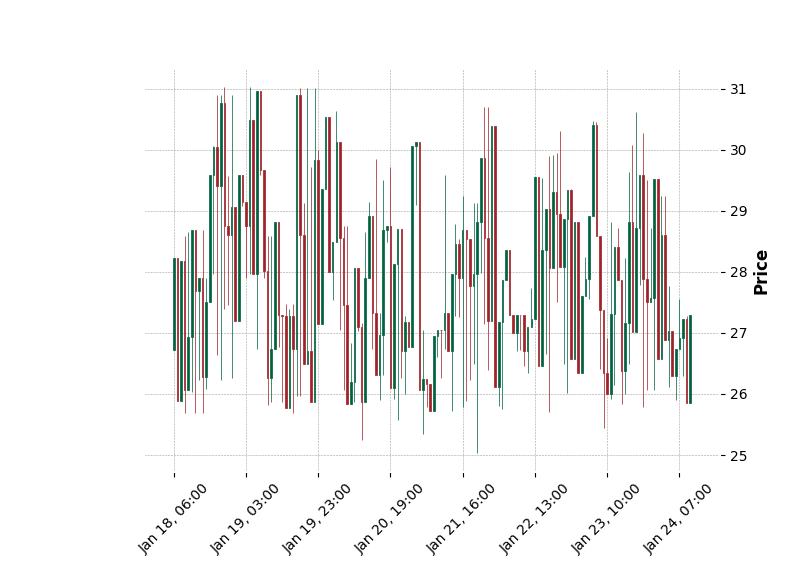 31
30
29
28
27
26
25
Price
Jan 18, 06:00
Jan 19, 03:00
Jan 19, 23:00
Jan 20, 19:00
Jan 21, 16:00
Jan 22, 13:00
Jan 23, 10:00
Jan 24, 07:00